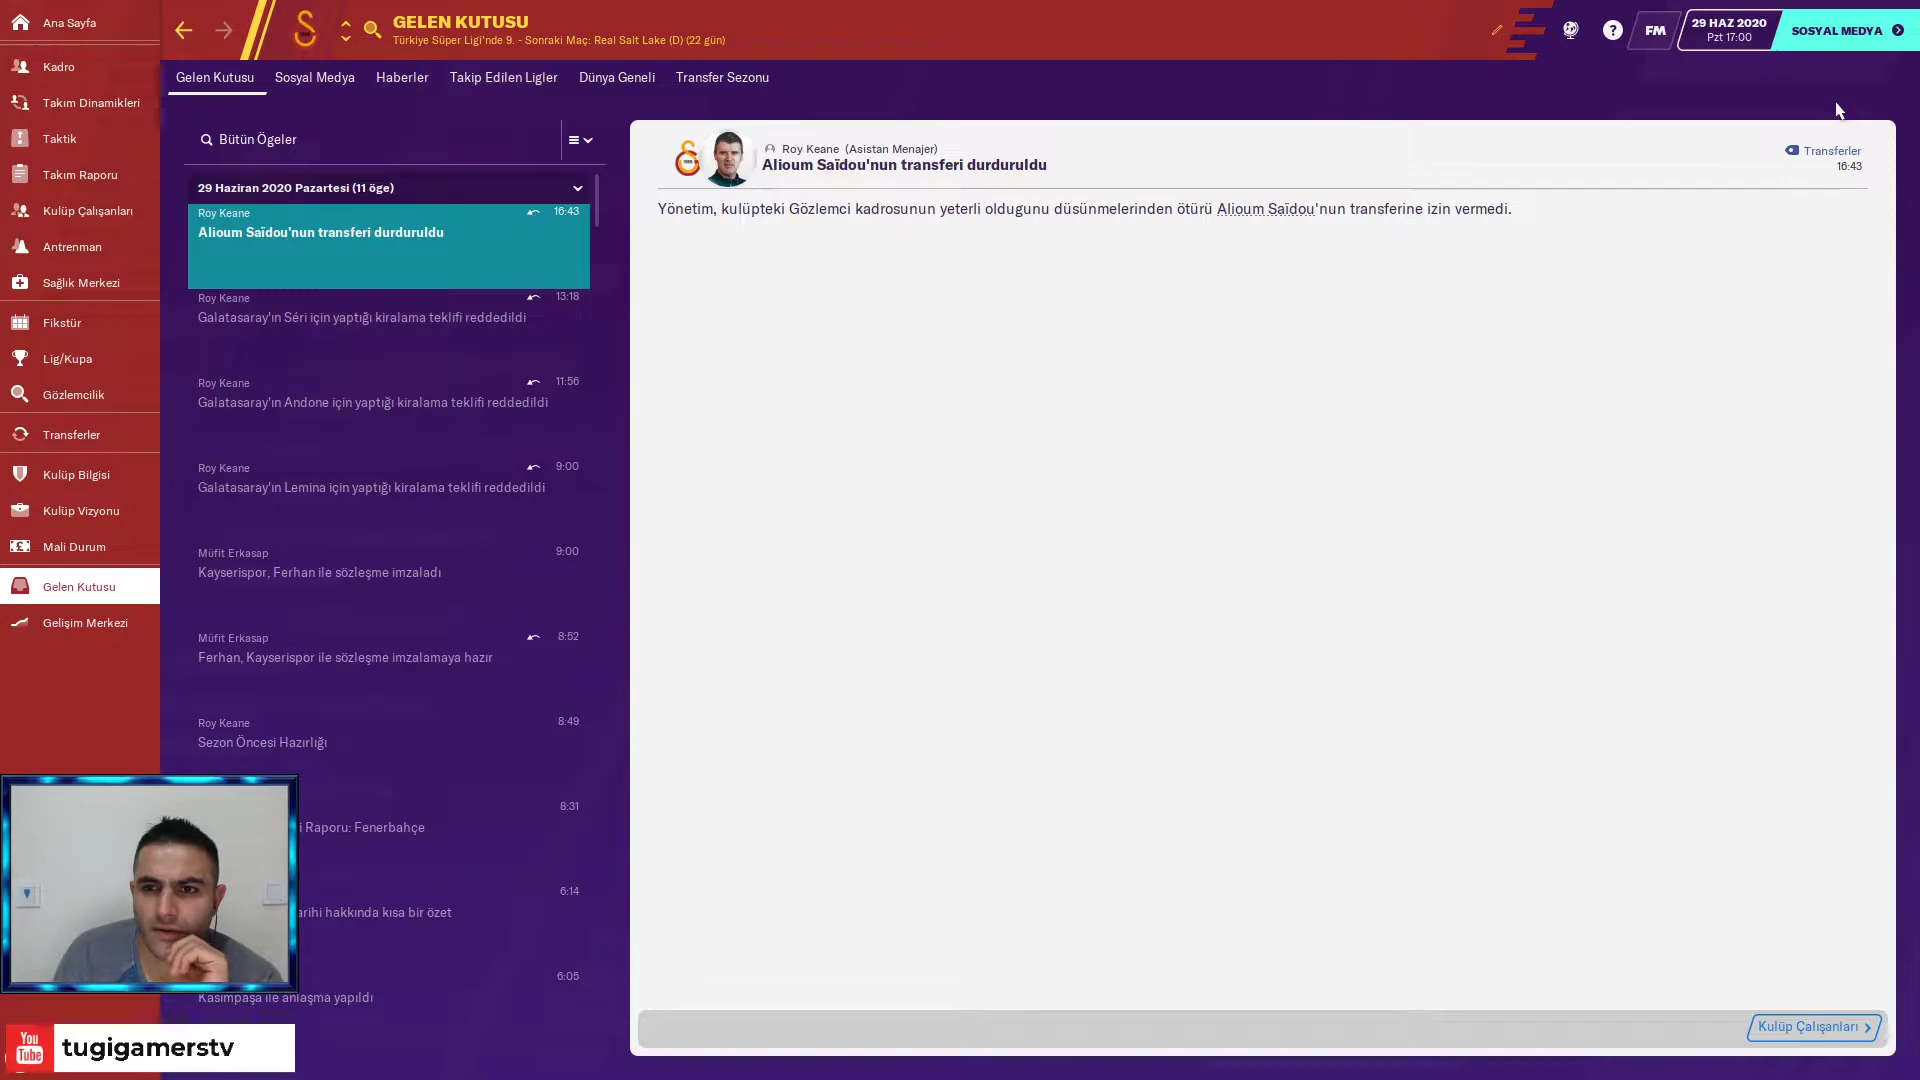 Ana Sayfa
Kadro
Takım Dinamikleri
Taktik
Takım Raporu
Kulüp Çalışanları
Antrenman
Sağlık Merkezi
Fikstür
Lig/Kupa
Gözlemcilik
Transferler
Kulüp Bilgisi
Kulüp Vizyonu
Mali Durum
Gelen Kutusu
Gelişim Merkezi
GELEN KUTUSU
Türkiye Süper Ligi'nde 9. - Sonraki Maç: Real Salt Lake (D) (22 gün)
FM
29 HAZ 2020
Pzt 17:00
SOSYAL MEDYA
Gelen Kutusu Sosyal Medya Haberler Takip Edilen Ligler Dünya Geneli Transfer Sezonu
Bütün Ögeler
29 Haziran 2020 Pazartesi (11 öge)
Roy Keane 16:43
Alioum Saïdou'nun transferi durduruldu
Roy Keane 13:18
Galatasaray'ın Séri için yaptığı kiralama teklifi reddedildi
Roy Keane 11:56
Galatasaray'ın Andone için yaptığı kiralama teklifi reddedildi
Roy Keane 9:00
Galatasaray'ın Lemina için yaptığı kiralama teklifi reddedildi
Müfit Erkasap 9:00
Kayserispor, Ferhan ile sözleşme imzaladı
Müfit Erkasap 8:52
Ferhan, Kayserispor ile sözleşme imzalamaya hazır
Roy Keane 8:49
Sezon Öncesi Hazırlığı
8:31
i Raporu: Fenerbahçe
6:14
arihi hakkında kısa bir özet
6:05
Kasımpaşa ile anlaşma yapıldı
Roy Keane (Asistan Menajer)
Alioum Saïdou'nun transferi durduruldu
Transferler
16:43
Yönetim, kulüpteki Gözlemci kadrosunun yeterli oldugunu düsünmelerinden ötürü Alioum Saïdou'nun transferine izin vermedi.
Kulüp Çalışanları
You
Tube
tugigamerstv